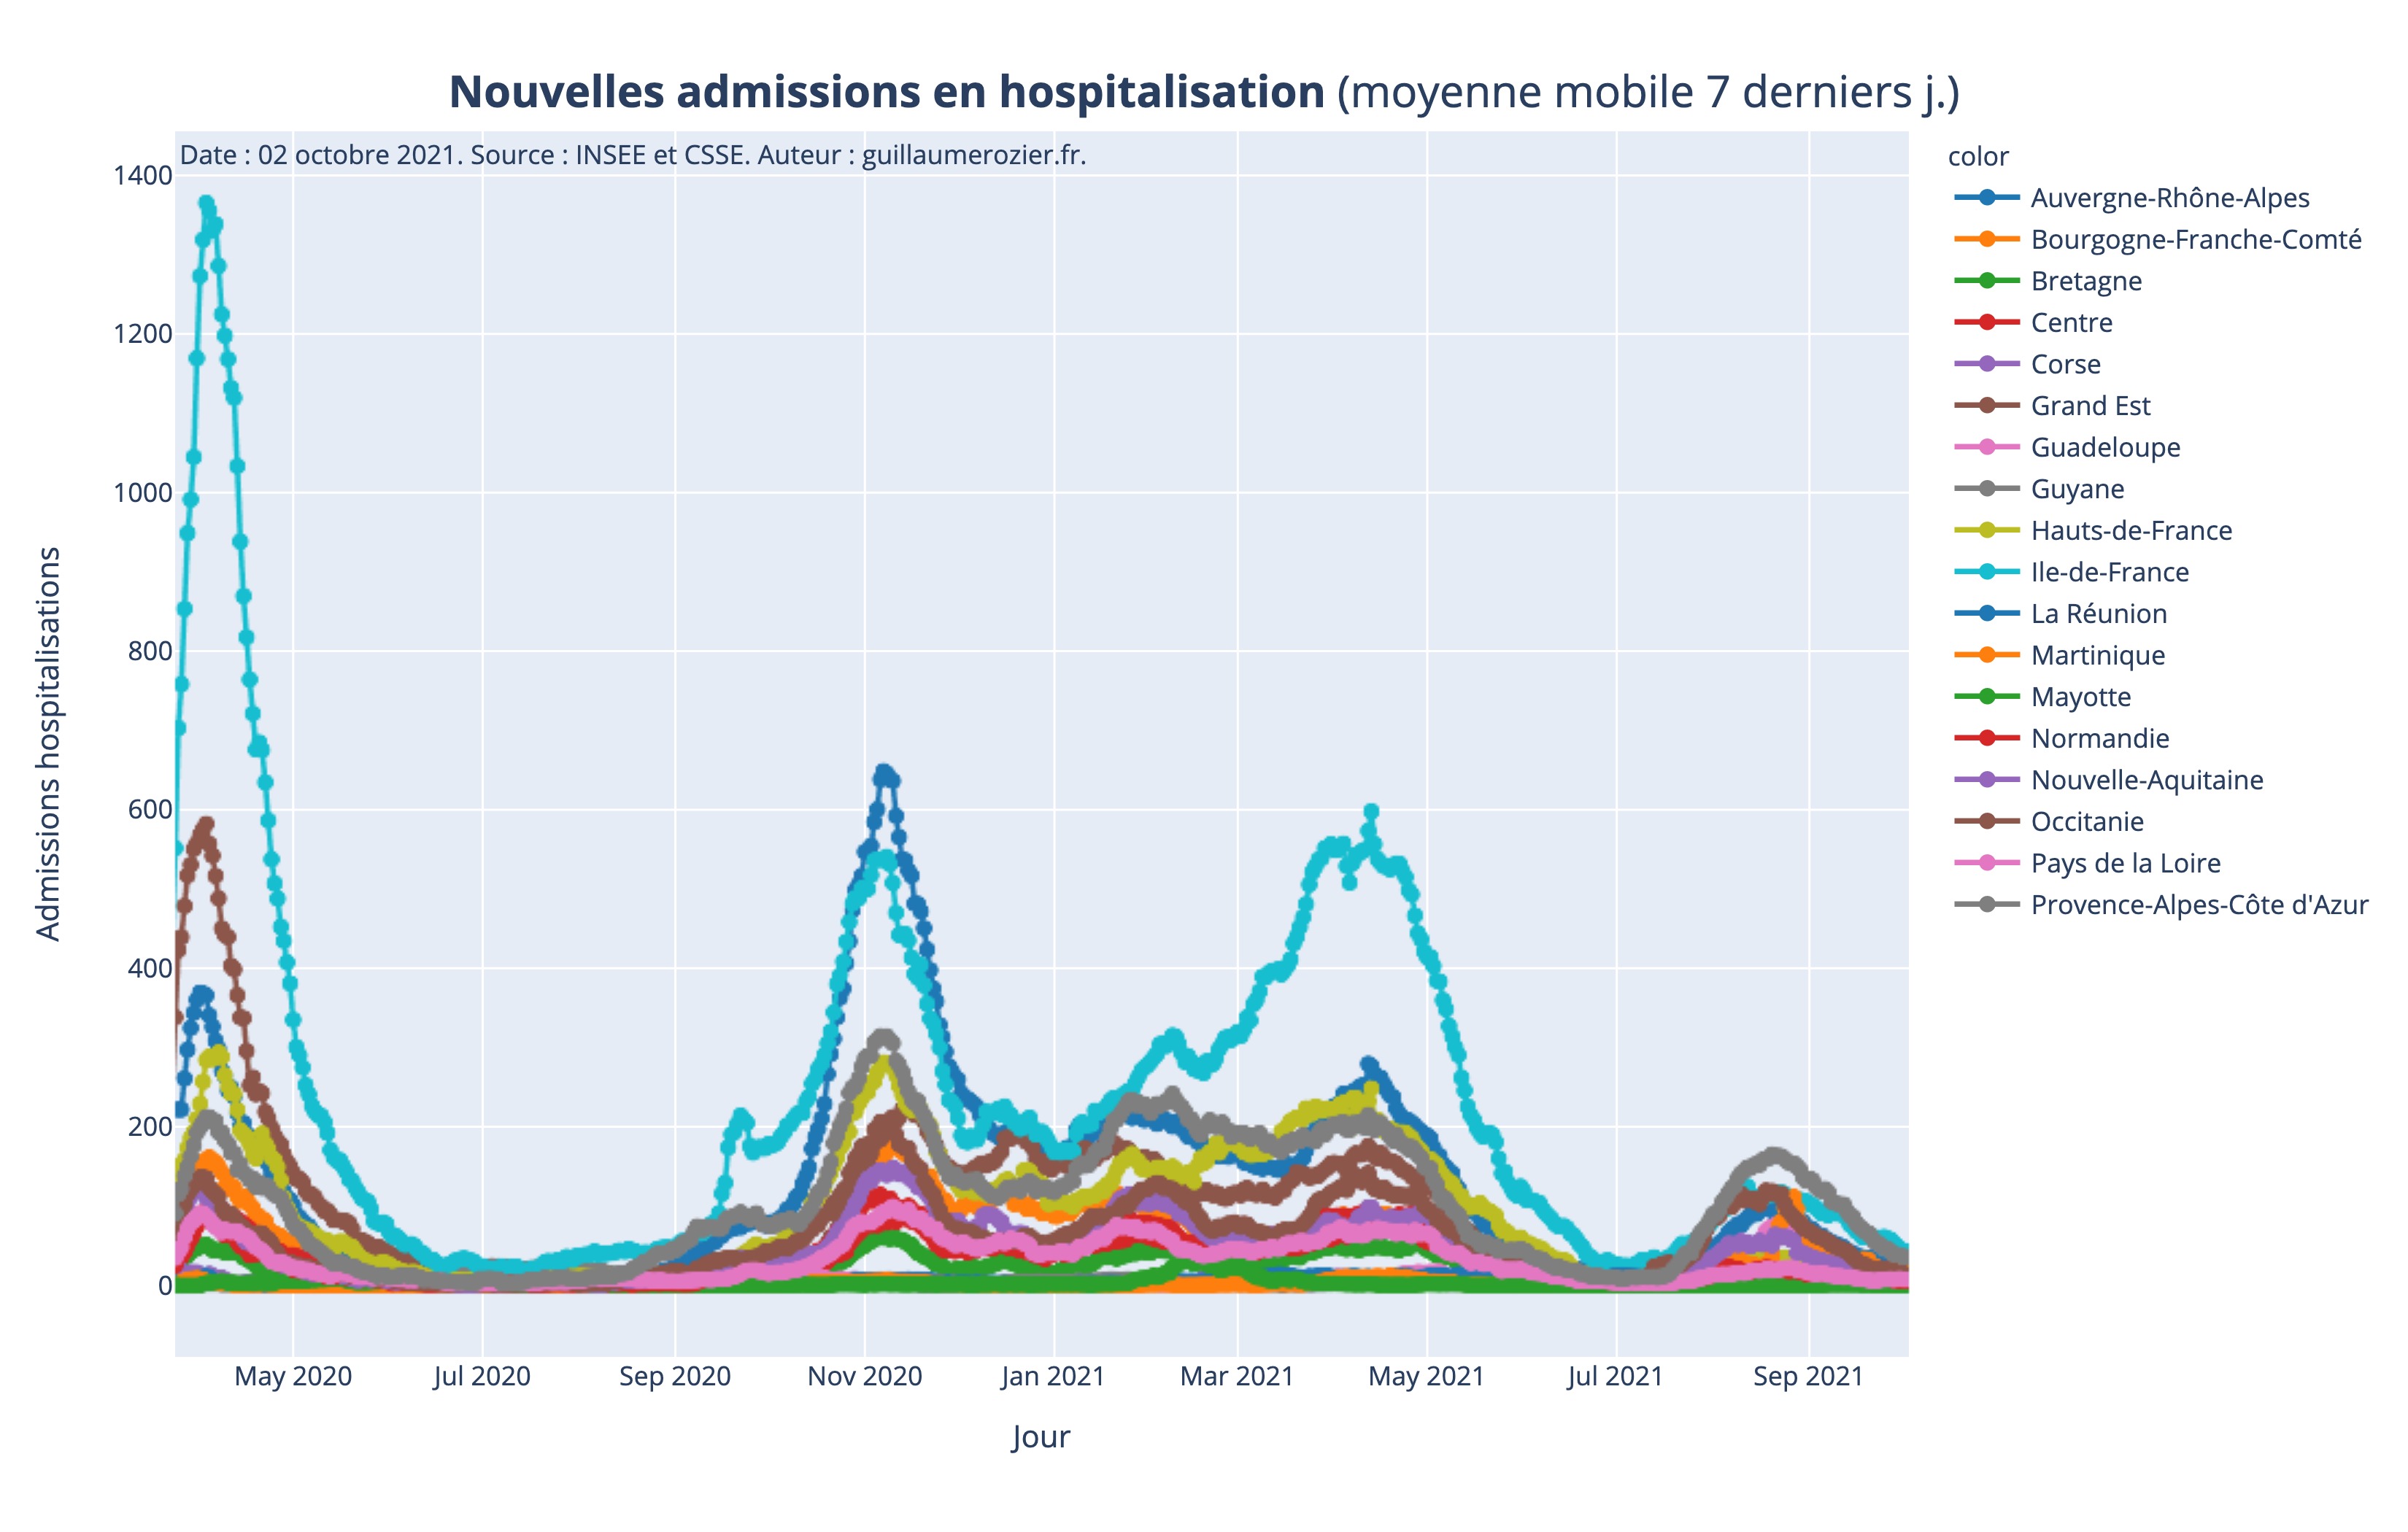 Nouvelles admissions en hospitalisation (moyenne mobile 7 derniers j.)
Date : 02 octobre 2021. Source : INSEE et CSSE. Auteur : guillaumerozier.fr.
Admissions hospitalisations
1400
1200
1000
800
600
400
200
0
May 2020
Jul 2020
Sep 2020
Nov 2020
Jan 2021
Mar 2021
May 2021
Jul 2021
Sep 2021
Jour
color
Auvergne-Rhône-Alpes
Bourgogne-Franche-Comté
Bretagne
Centre
Corse
Grand Est
Guadeloupe
Guyane
Hauts-de-France
Ile-de-France
La Réunion
Martinique
Mayotte
Normandie
Nouvelle-Aquitaine
Occitanie
Pays de la Loire
Provence-Alpes-Côte d'Azur